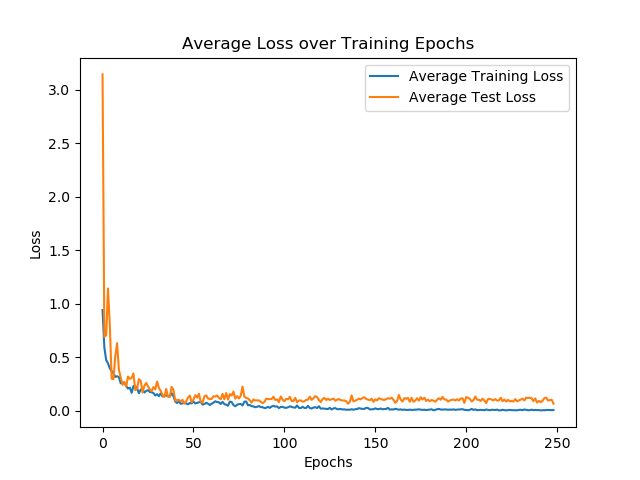 Average Loss over Training Epochs
Average Training Loss
Average Test Loss
3.0
2.5
2.0
1.5
1.0
0.5
0.0
Loss
0 50 100 150 200 250
Epochs